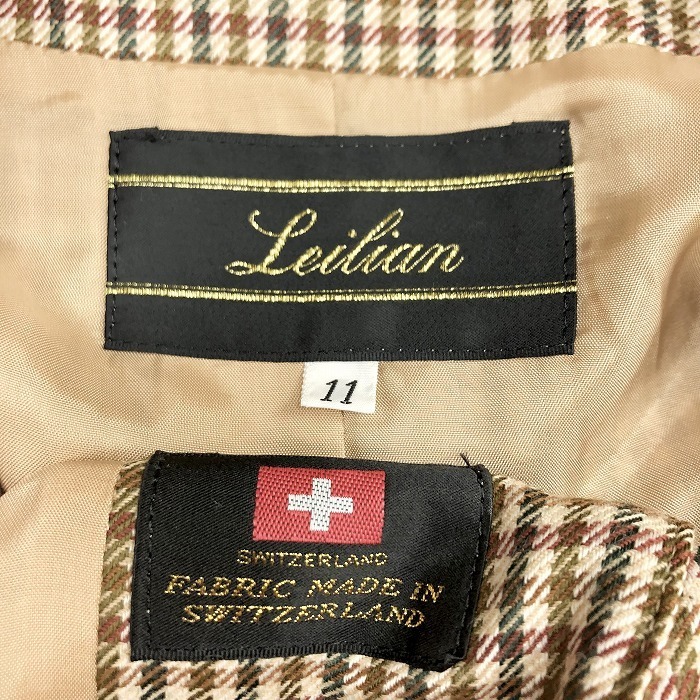 Leilian
11
SWITZERLAND
FABRIC MADE IN
SWITZERLAND